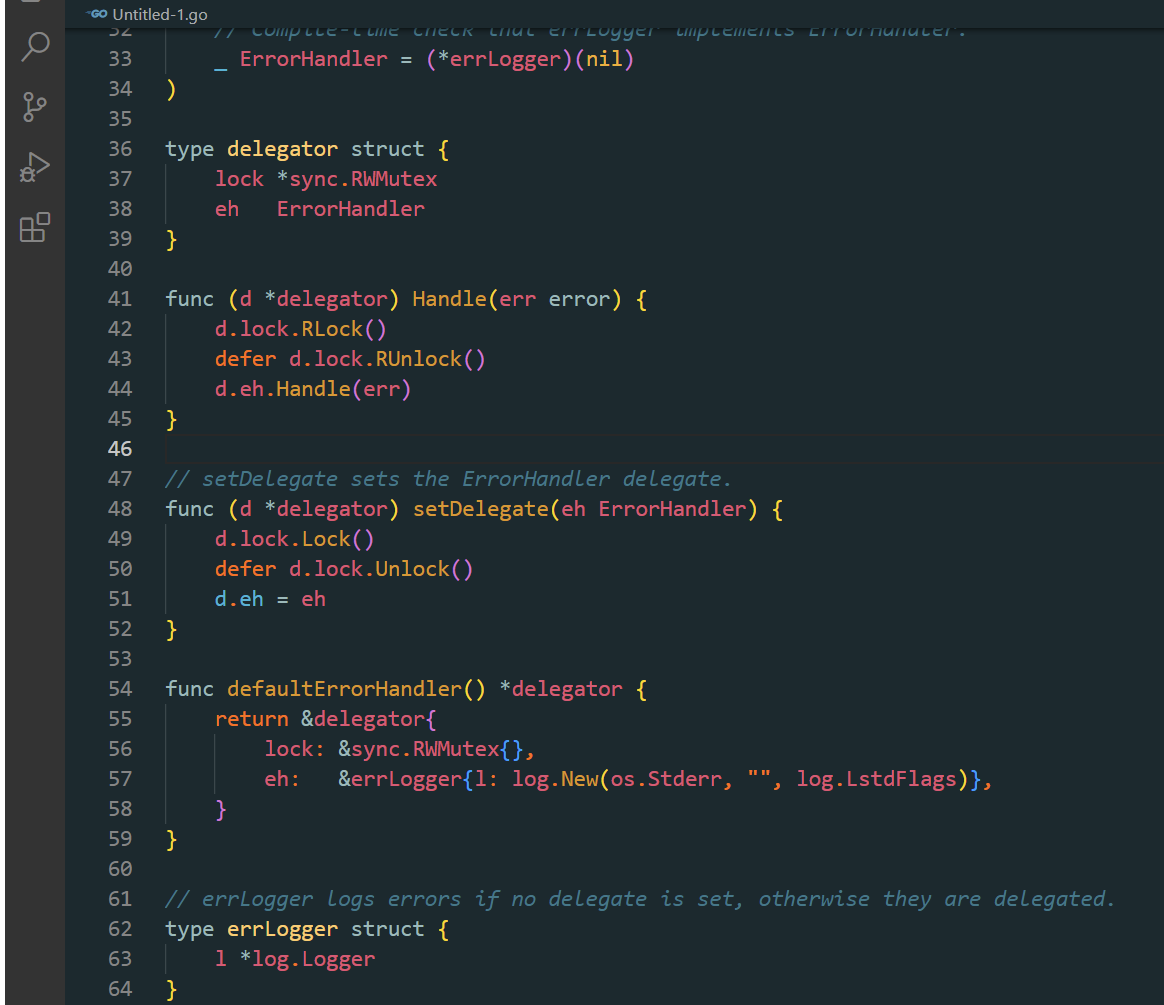 GO Untitled-1.go
32 // Compile-time check that errLogger implements ErrorHandler.
33 _ ErrorHandler = (*errLogger)(nil)
34 )
35
36 type delegator struct {
37 lock *sync.RWMutex
38 eh   ErrorHandler
39 }
40
41 func (d *delegator) Handle(err error) {
42 d.lock.RLock()
43 defer d.lock.RUnlock()
44 d.eh.Handle(err)
45 }
46
47 // setDelegate sets the ErrorHandler delegate.
48 func (d *delegator) setDelegate(eh ErrorHandler) {
49 d.lock.Lock()
50 defer d.lock.Unlock()
51 d.eh = eh
52 }
53
54 func defaultErrorHandler() *delegator {
55 return &delegator{
56 lock: &sync.RWMutex{},
57 eh:   &errLogger{l: log.New(os.Stderr, "", log.LstdFlags)},
58 }
59 }
60
61 // errLogger logs errors if no delegate is set, otherwise they are delegated.
62 type errLogger struct {
63 l *log.Logger
64 }